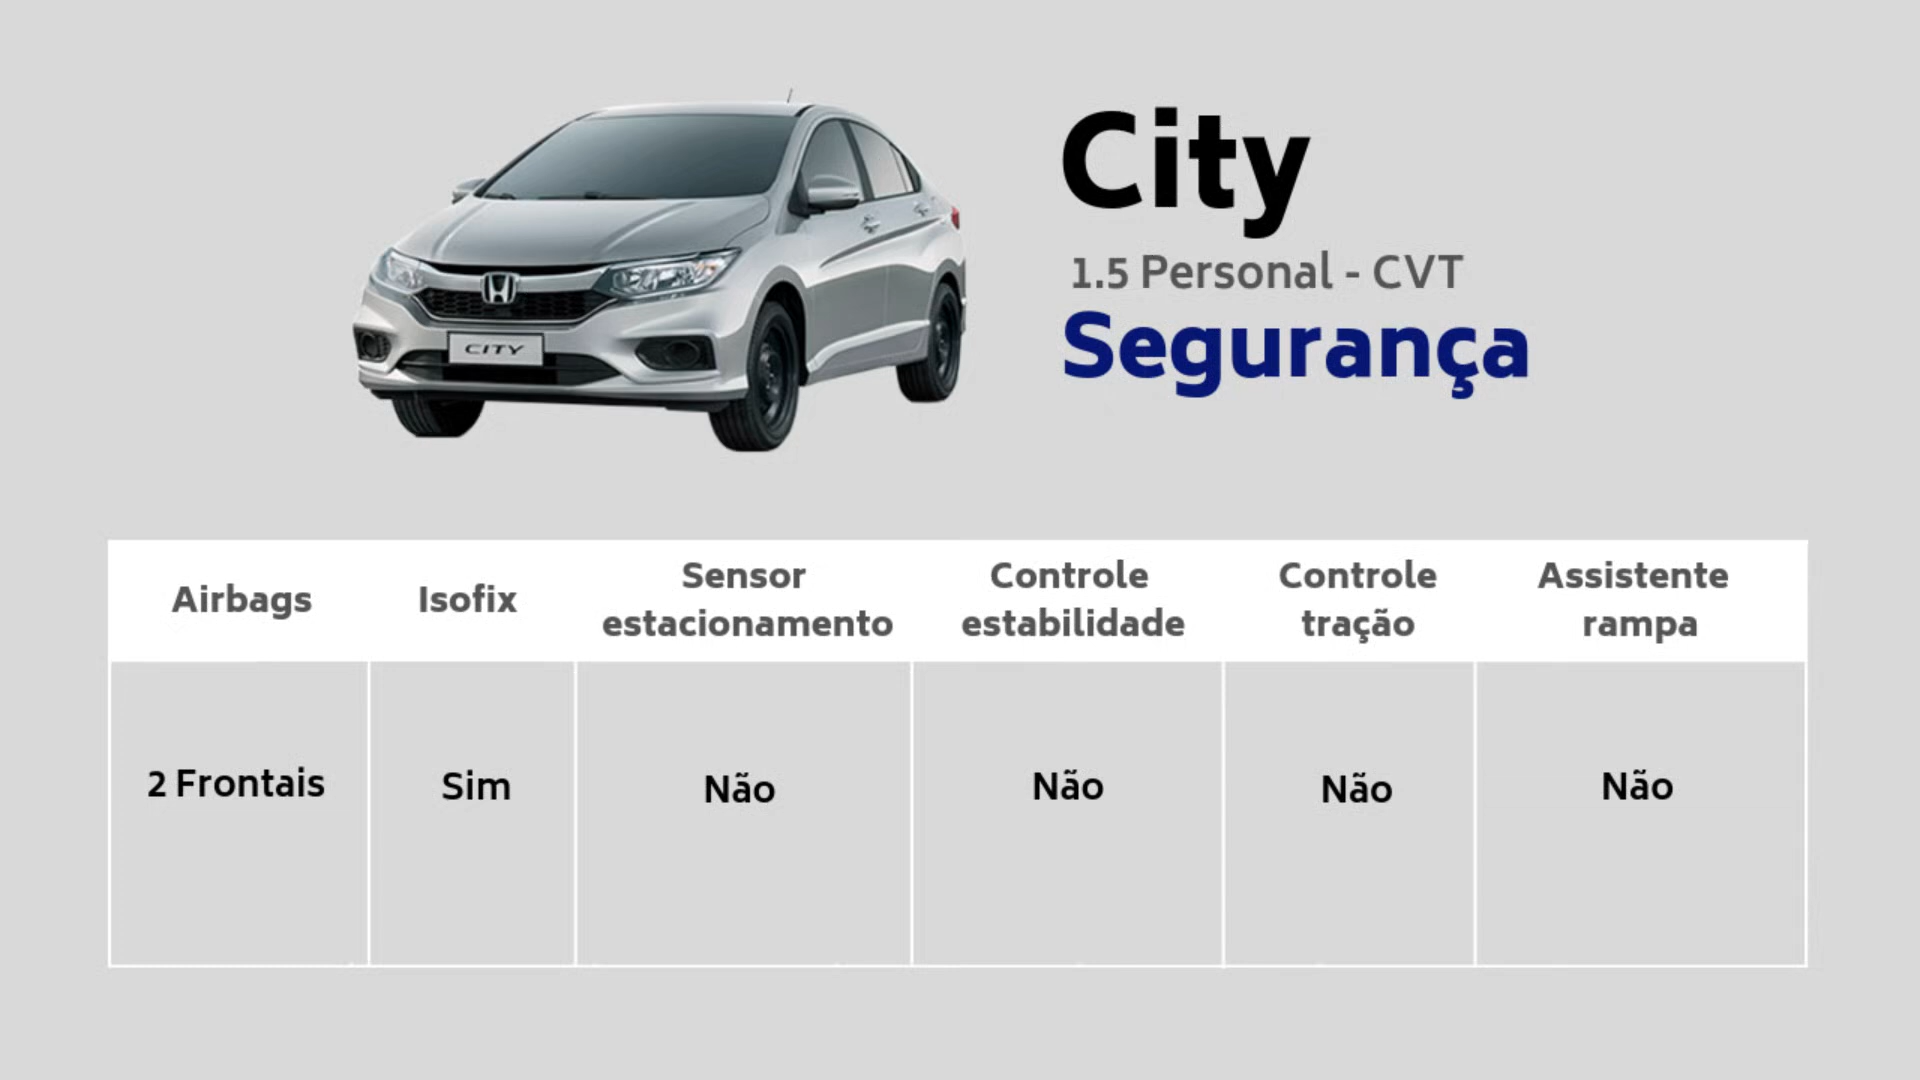 City
1.5 Personal - CVT
Segurança
CITY
Airbags
Isofix
Sensor
estacionamento
Controle
estabilidade
Controle
tração
Assistente
rampa
2 Frontais
Sim
Não
Não
Não
Não